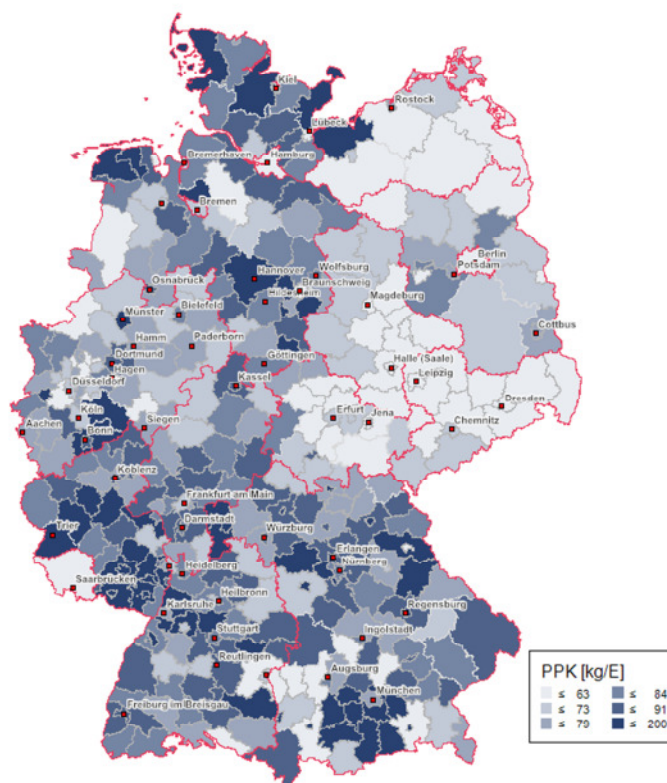 Kiel
Rostock
Lübeck
Bremerhaven
Hamburg
Bremen
Berlin
Hannover
Wolfsburg
Potsdam
Osnabrück
Braunschweig
Hildesheim
Magdeburg
Münster
Bielefeld
Cottbus
Hamm
Paderborn
Dortmund
Göttingen
Hagen
Halle (Saale)
Leipzig
Düsseldorf
Kassel
Dresden
Köln
Siegen
Erfurt
Jena
Chemnitz
Aachen
Bonn
Koblenz
Frankfurt am Main
Trier
Darmstadt
Würzburg
Erlangen
Nürnberg
Saarbrücken
Heidelberg
Heilbronn
Regensburg
Karlsruhe
Stuttgart
Ingolstadt
Reutlingen
Augsburg
München
Freiburg im Breisgau
PPK [kg/E]
≤ 63
≤ 73
≤ 79
≤ 84
≤ 91
≤ 200